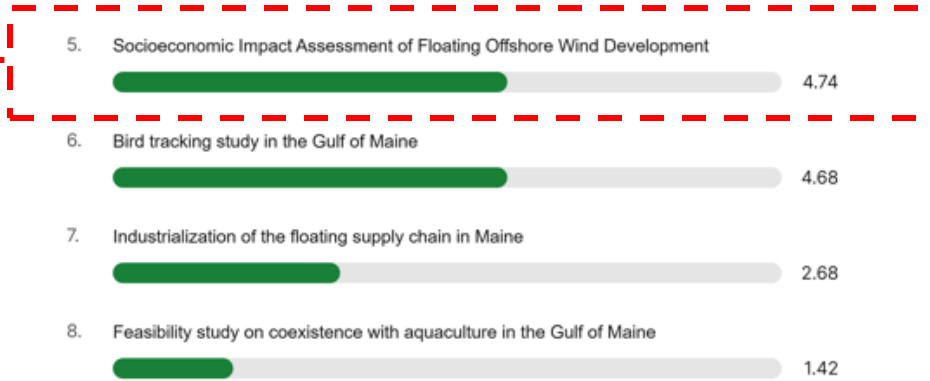 5. Socioeconomic Impact Assessment of Floating Offshore Wind Development
4.74
6. Bird tracking study in the Gulf of Maine
4.68
7. Industrialization of the floating supply chain in Maine
2.68
8. Feasibility study on coexistence with aquaculture in the Gulf of Maine
1.42